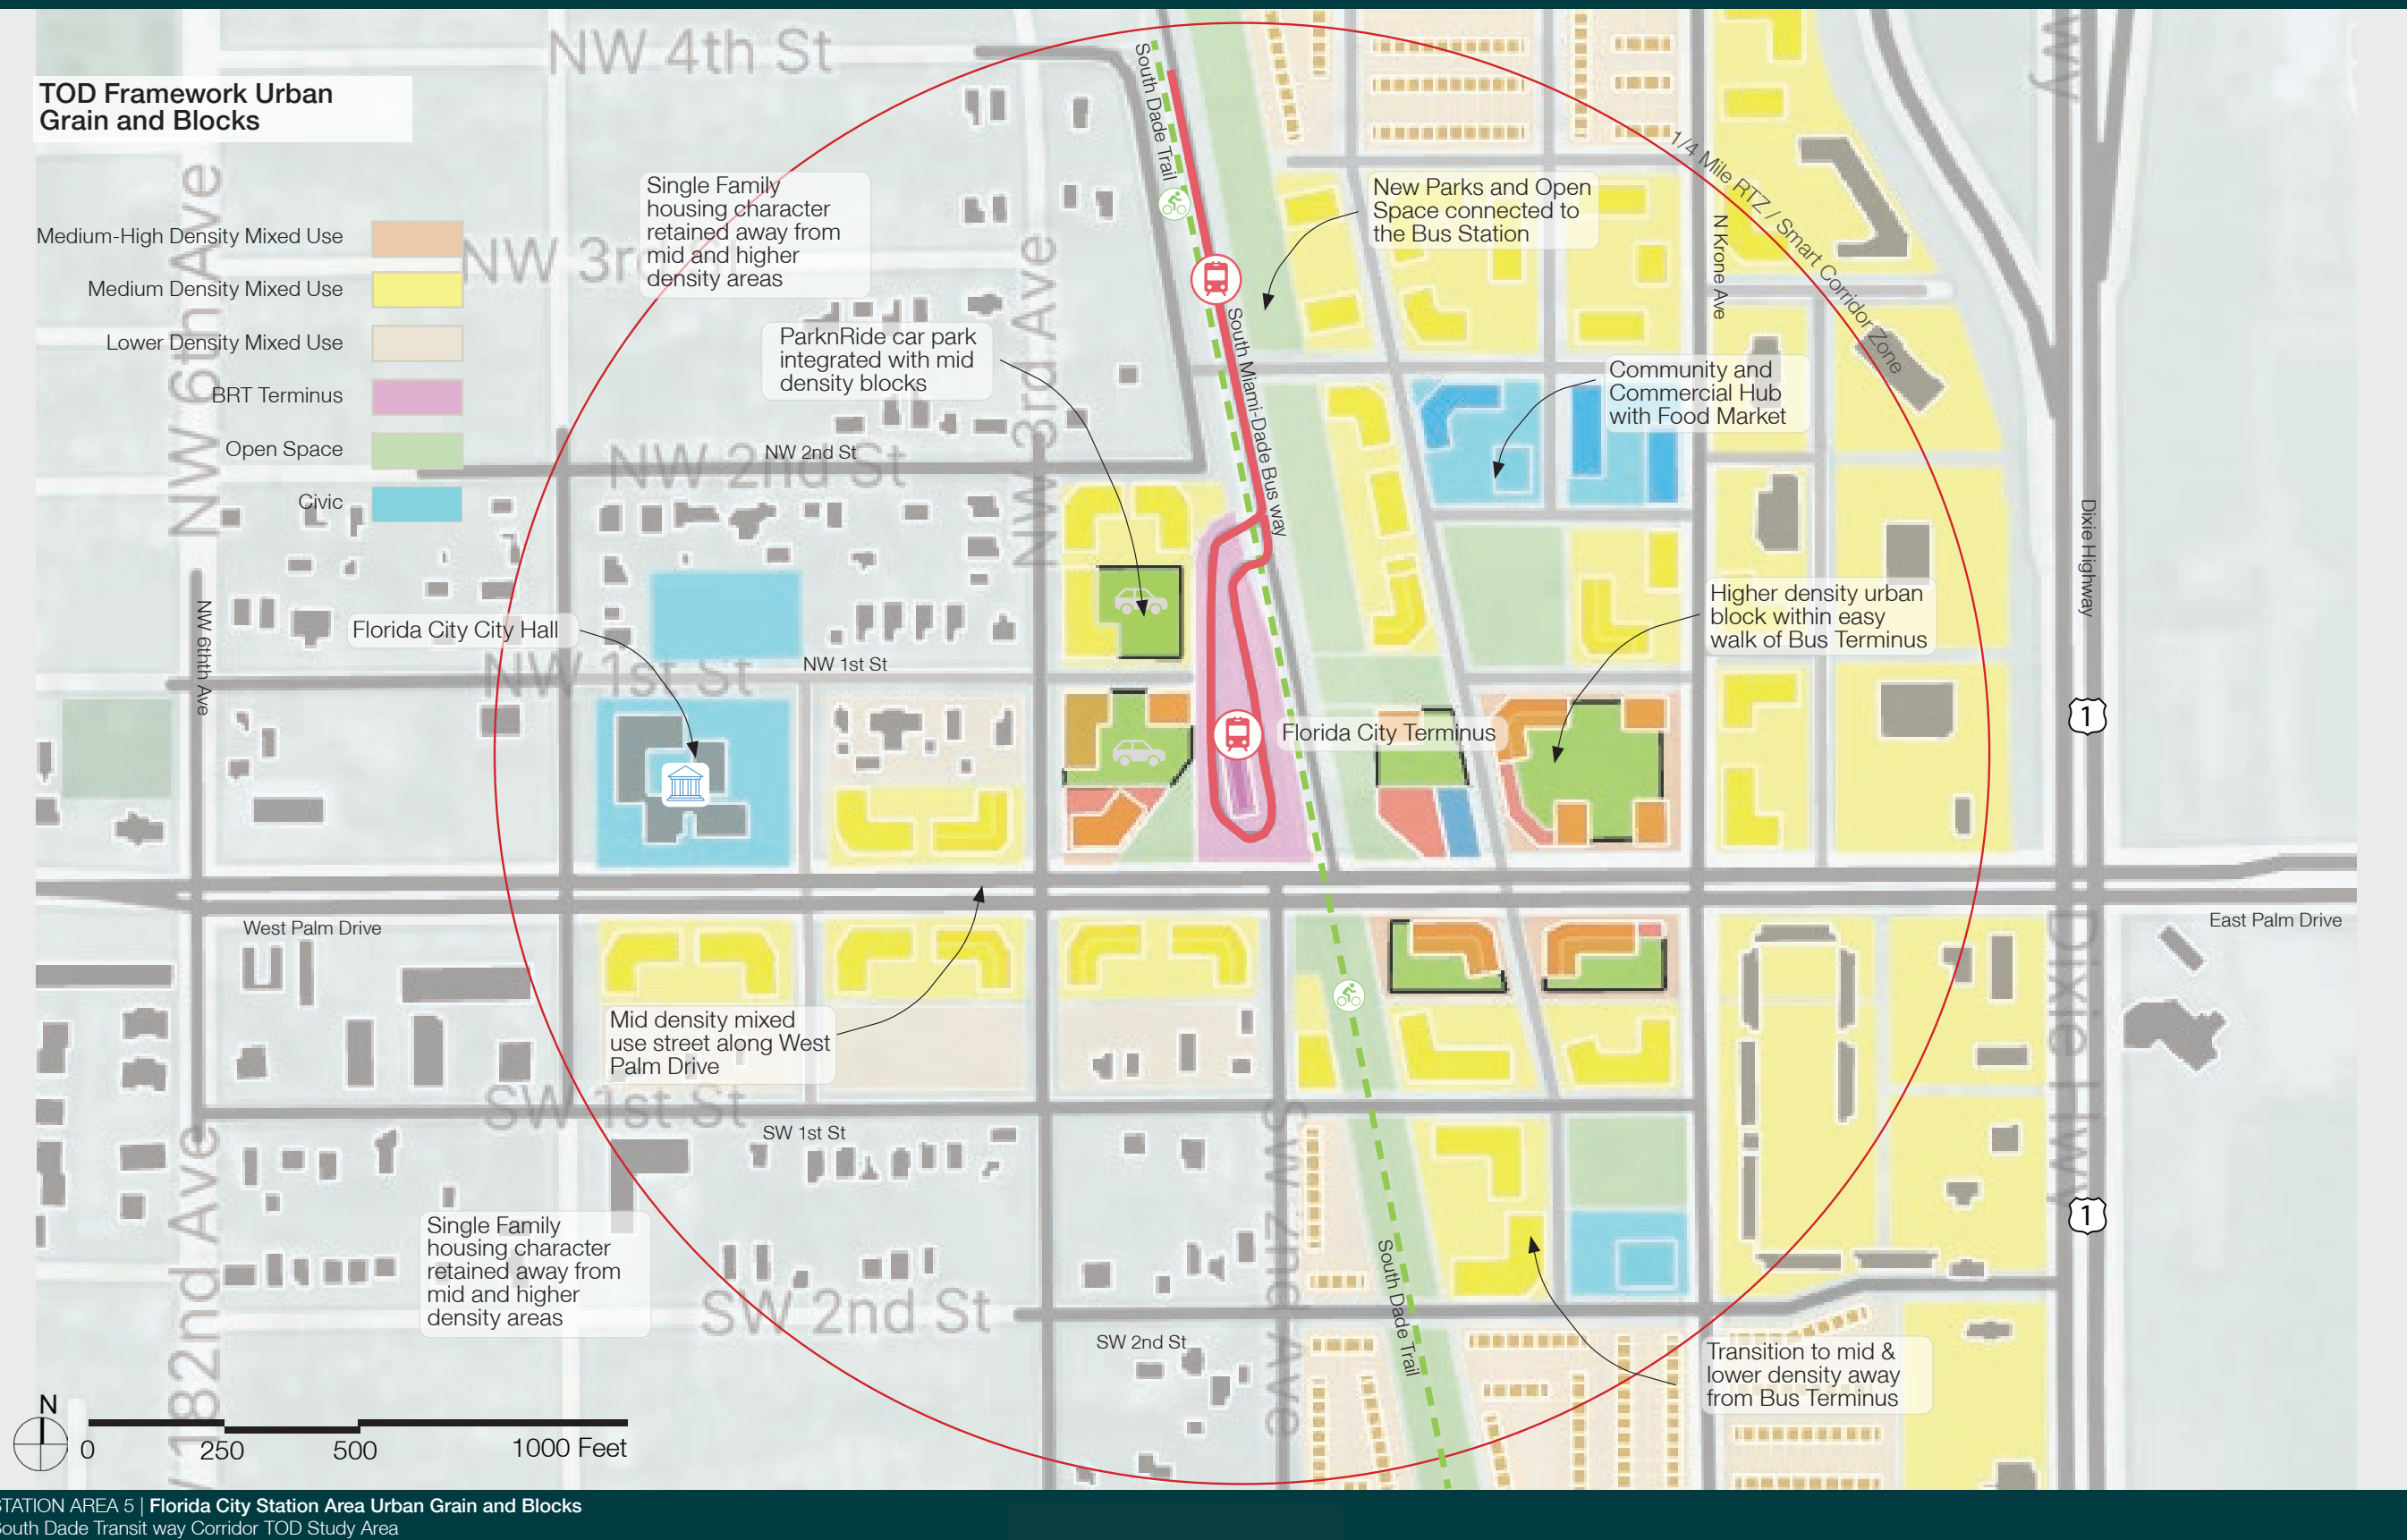 TOD Framework Urban
Grain and Blocks
Medium-High Density Mixed Use
Medium Density Mixed Use
Lower Density Mixed Use
BRT Terminus
Open Space
Civic
NW 4th St
South Dade Trail
1/4 Mile RTZ / Smart Corridor Zone
Single Family
housing character
retained away from
mid and higher
density areas
New Parks and Open
Space connected to
the Bus Station
N Krone Ave
NW 6th Ave
NW 3rd Ave
South Miami-Dade Bus way
ParknRide car park
integrated with mid
density blocks
Community and
Commercial Hub
with Food Market
NW 2nd St
NW 2nd St
Dixie Highway
Florida City City Hall
NW 6thth Ave
NW 1st St
NW 1st St
Higher density urban
block within easy
walk of Bus Terminus
Florida City Terminus
1
West Palm Drive
East Palm Drive
Dixie Hwy
Mid density mixed
use street along West
Palm Drive
SW 1st St
SW 1st St
182nd Ave
SW 2nd Ave
Single Family
housing character
retained away from
mid and higher
density areas
1
South Dade Trail
SW 2nd St
SW 2nd St
Transition to mid &
lower density away
from Bus Terminus
N
0 250 500 1000 Feet
STATION AREA 5 | Florida City Station Area Urban Grain and Blocks
South Dade Transit way Corridor TOD Study Area